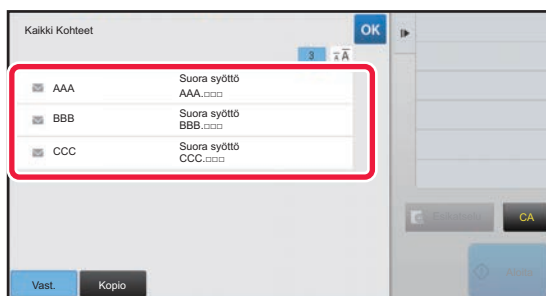 Kaikki Kohteet
OK
3
A A
AAA
Suora syöttö
AAA.□□□
BBB
Suora syöttö
BBB.□□□
CCC
Suora syöttö
CCC.□□□
CA
Vast.
Kopio